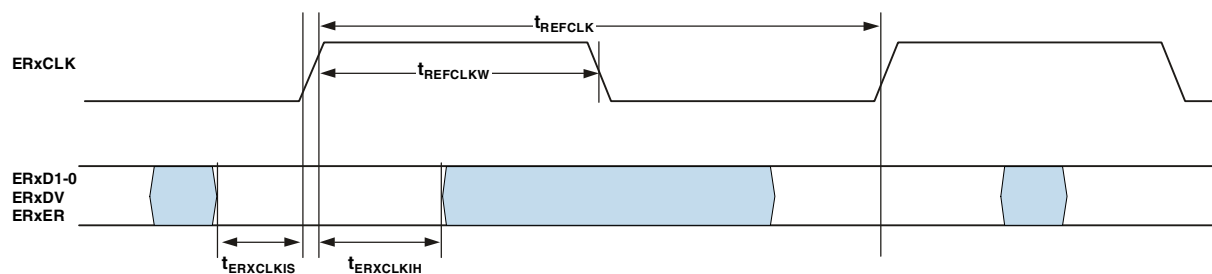 tREFCLK
ERxCLK
tREFCLKW
ERxD1-0
ERxDV
ERxER
tERXCLKIS
tERXCLKIH